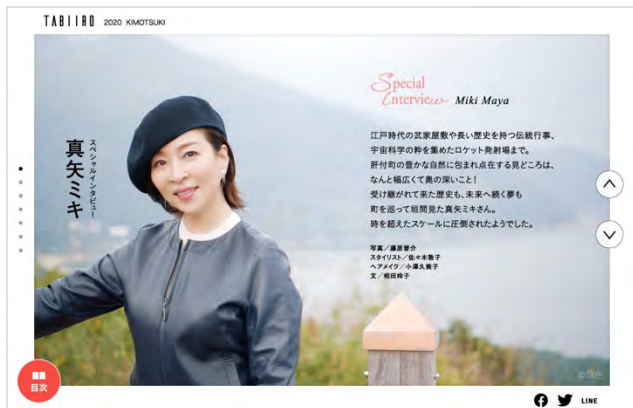 TABIIRO 2020 KIMOTSUKI
Special
Interview Miki Maya
スペシャルインタビュー
真矢ミキ
江戸時代の武家屋敷や長い歴史を持つ伝統行事、
宇宙科学の粋を集めたロケット発射場まで。
肝付町の豊かな自然に包まれ点在する見どころは、
なんと幅広くて奥の深いこと！
受け継がれて来た歴史も、未来へ続く夢も
町を巡って垣間見た真矢ミキさん。
時を超えたスケールに圧倒されたようでした。
写真／藤原晋介
スタイリスト／佐々木敦子
ヘアメイク／小澤久美子
文／相田玲子
目次
©旅色
LINE